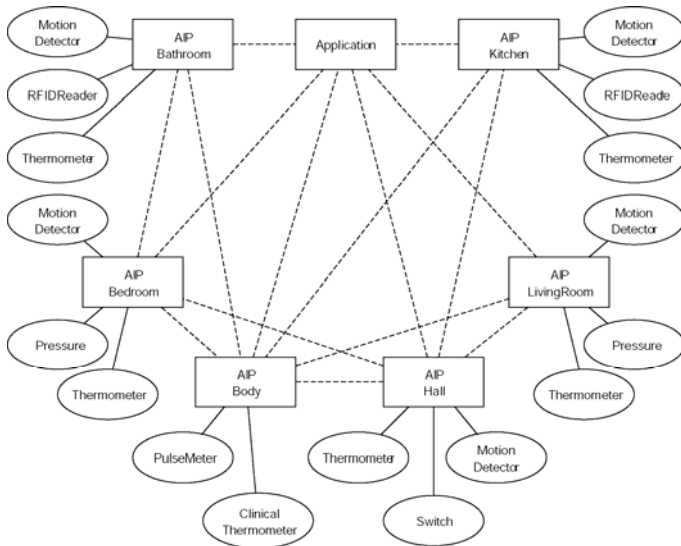 Motion
Detector
AIP
Bathroom
Application
AIP
Kitchen
Motion
Detector
RFIDReader
RFIDReade
Thermometer
Thermometer
Motion
Detector
Motion
Detector
AIP
Bedroom
AIP
LivingRoom
Pressure
Pressure
Thermometer
AIP
Body
AIP
Hall
Thermometer
PulseMeter
Thermometer
Motion
Detector
Clinical
Thermometer
Switch